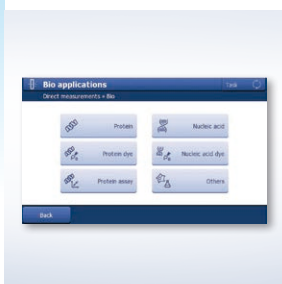 Bio applications Task
Direct measurements » Bio
Protein Nucleic acid
Protein dye Nucleic acid dye
Protein assay Others
Back